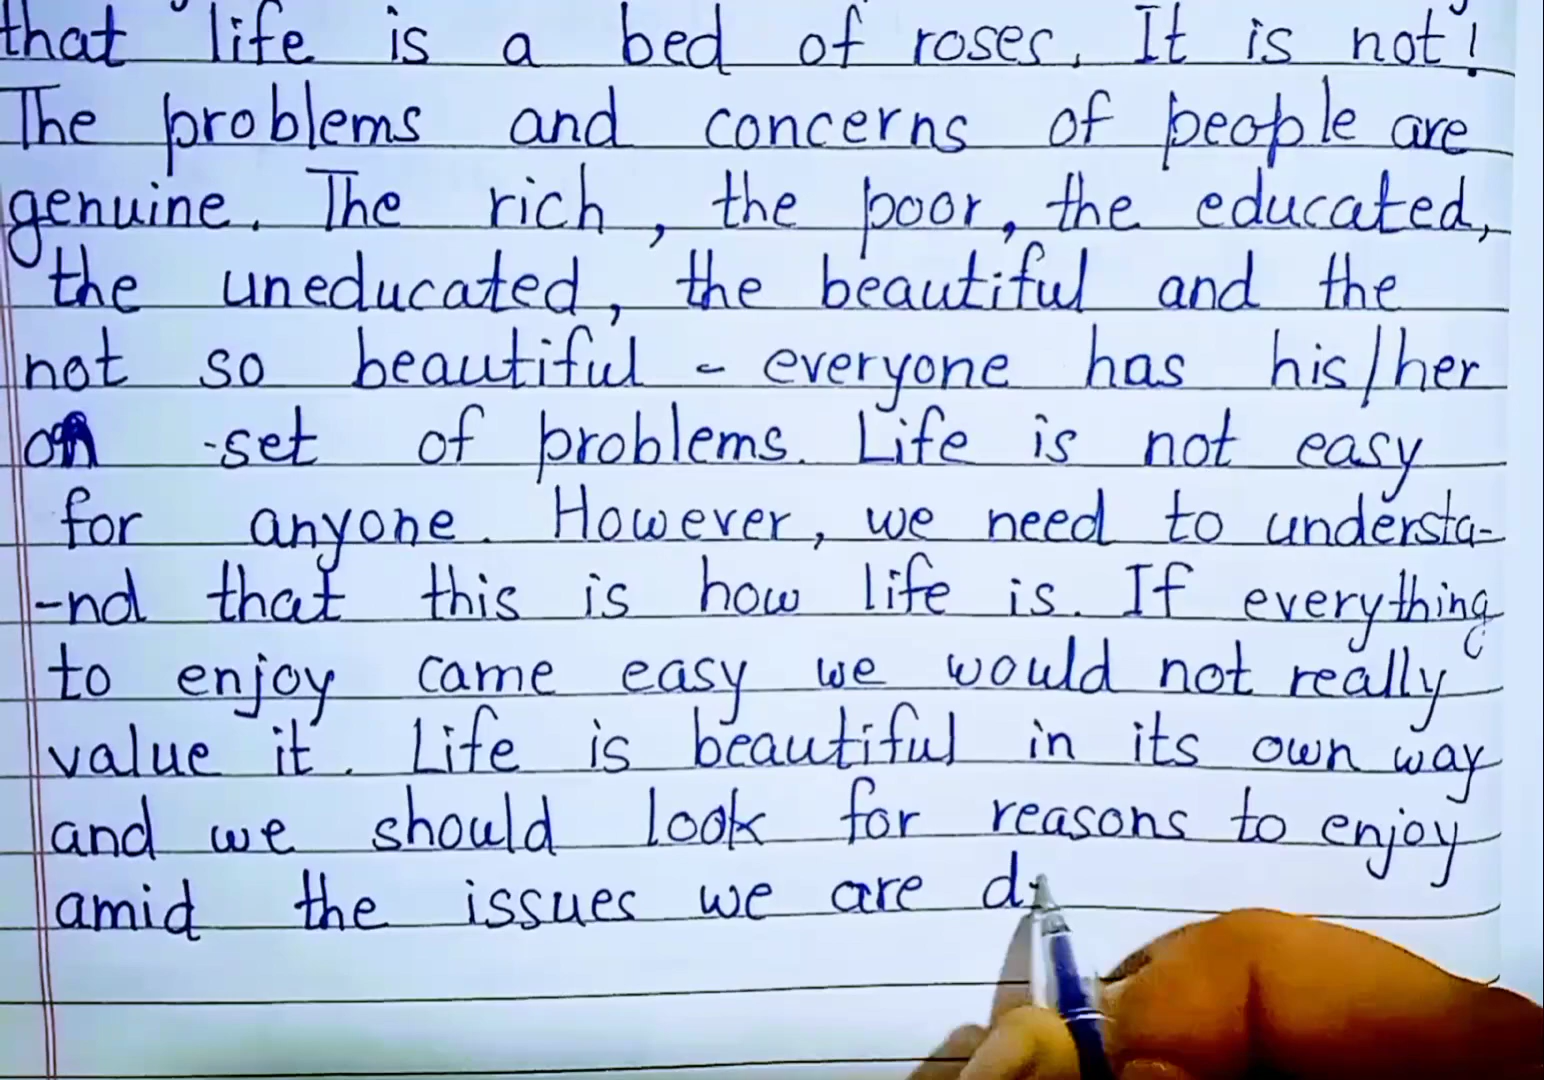 that life is a bed of roses. It is not!
The problems and concerns of people are
genuine. The rich, the poor, the educated,
the uneducated, the beautiful and the
not so beautiful - everyone has his/her
-set of problems. Life is not easy
for anyone. However, we need to understa-
-nd that this is how life is. If everything
to enjoy came easy we would not really
value it. Life is beautiful in its own way
and we should look for reasons to enjoy
amid the issues we are